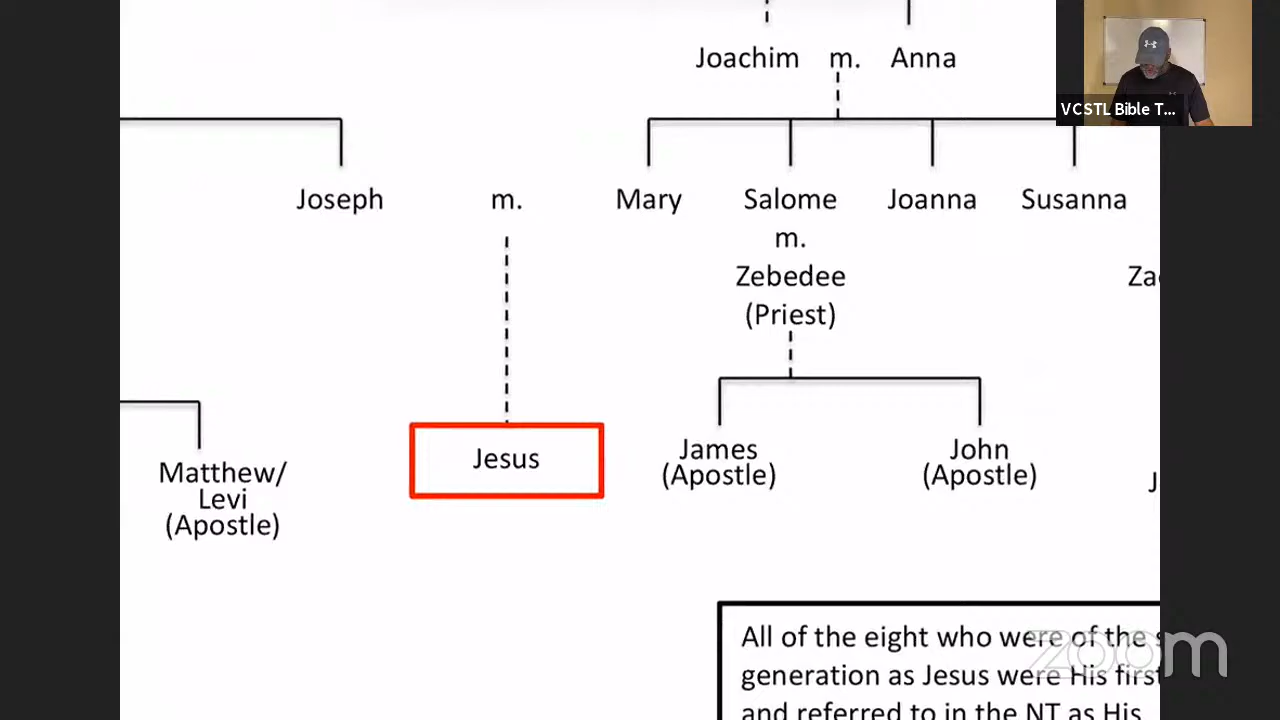 Joachim m. Anna
VCSTL Bible T...
Joseph m. Mary Salome Joanna Susanna
m.
Zebedee
(Priest)
Jesus
James
(Apostle)
John
(Apostle)
Matthew/
Levi
(Apostle)
All of the eight who were of the
generation as Jesus were His first
and referred to in the NT as His
zoom